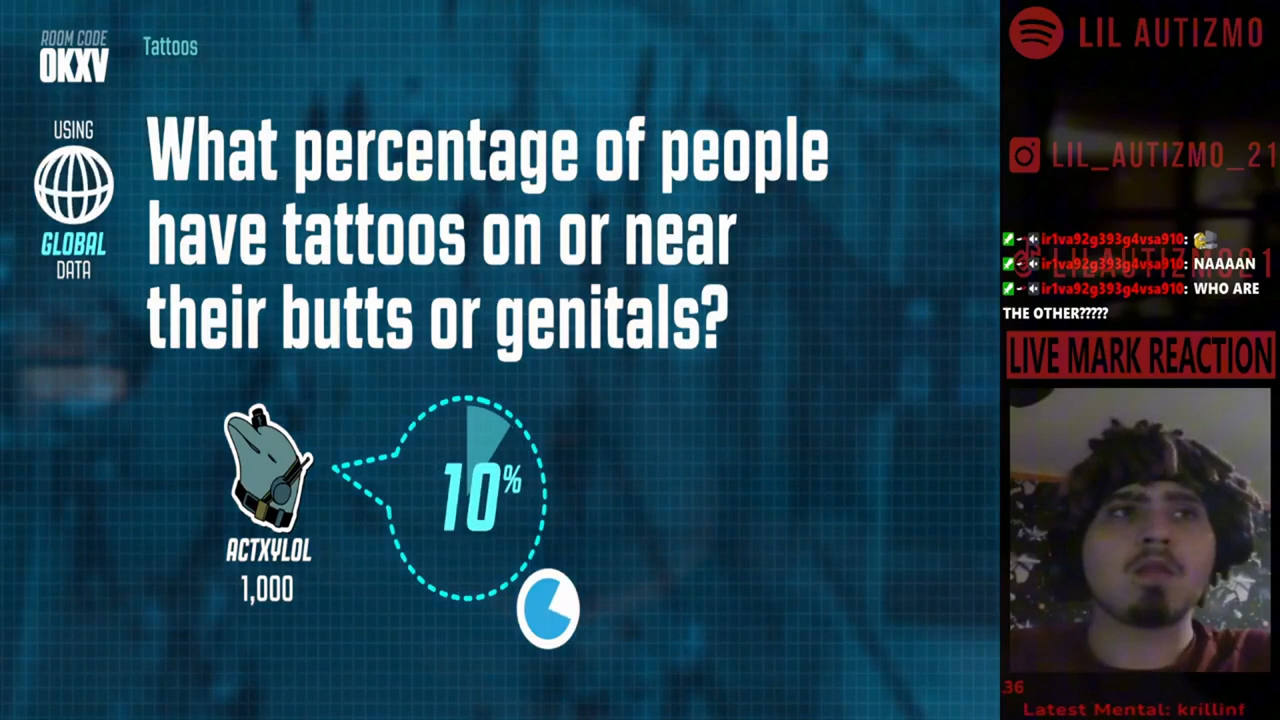 ROOM CODE
OKXV
Tattoos
USING
GLOBAL
DATA
What percentage of people
have tattoos on or near
their butts or genitals?
10%
ACTXYLOL
1,000
LIL AUTIZMO
LIL_AUTIZMO_21
LILAUTIZMO21
ir1va92g393g4vsa910:
ir1va92g393g4vsa910: NAAAAN
ir1va92g393g4vsa910: WHO ARE
THE OTHER?????
LIVE MARK REACTION
36
Latest Mental: krillinf